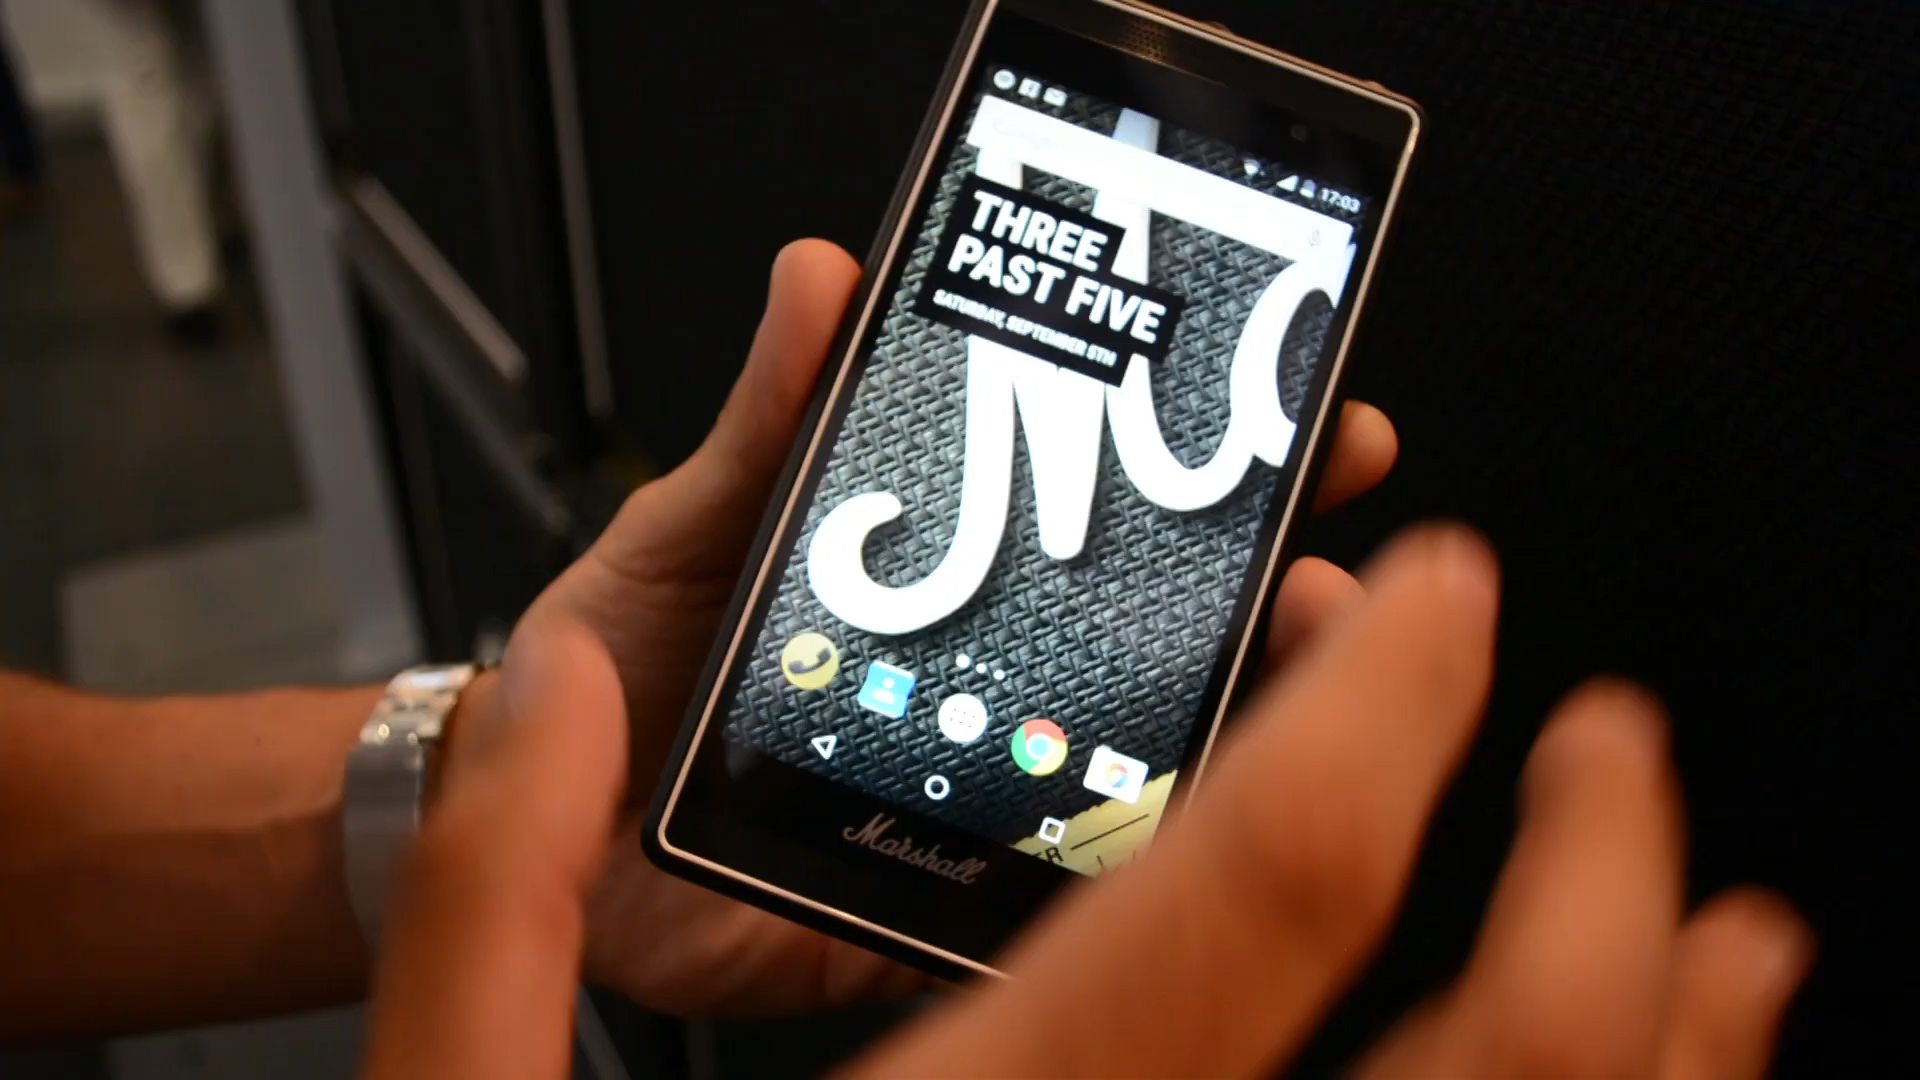 17:03
THREE
PAST FIVE
SATURDAY, SEPTEMBER 5TH
Marshall